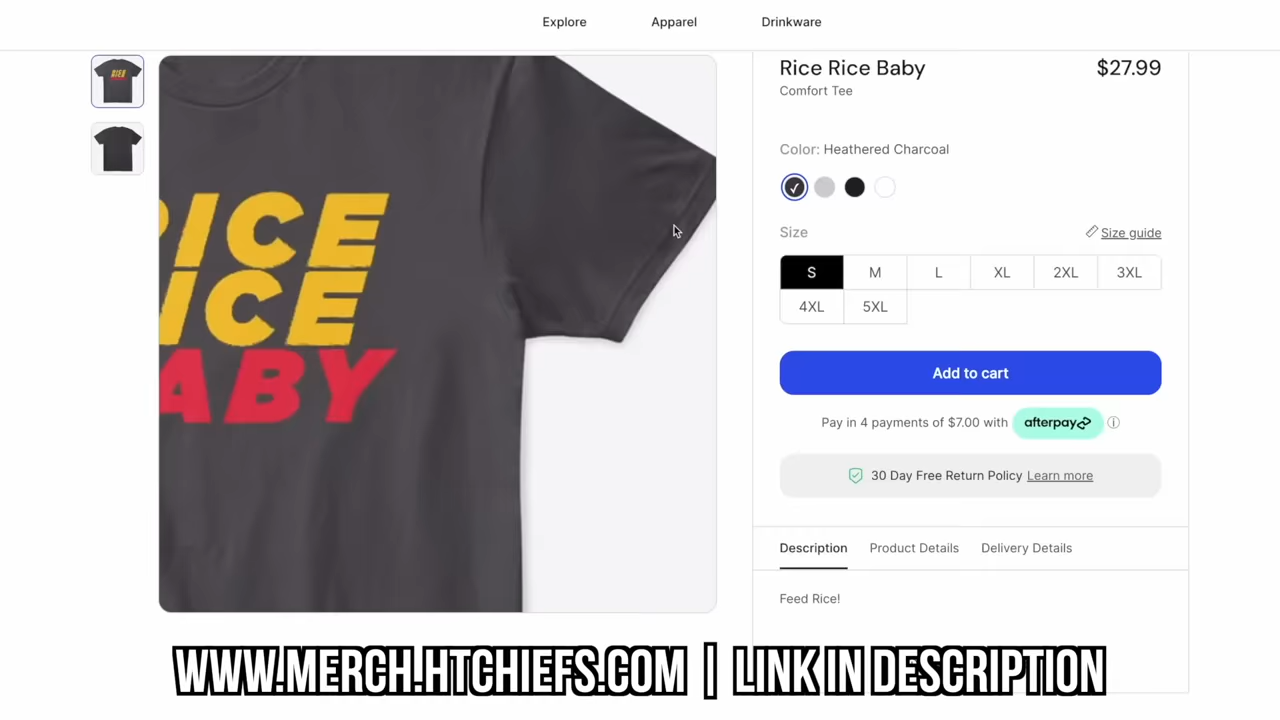 Explore
Apparel
Drinkware
Rice Rice Baby
$27.99
Comfort Tee
Color: Heathered Charcoal
Size
Size guide
S
M
L
XL
2XL
3XL
4XL
5XL
Add to cart
Pay in 4 payments of $7.00 with afterpay
30 Day Free Return Policy Learn more
Description
Product Details
Delivery Details
Feed Rice!
RICE
RICE
ABY
WWW.MERCH.HTCHIEFS.COM | LINK IN DESCRIPTION